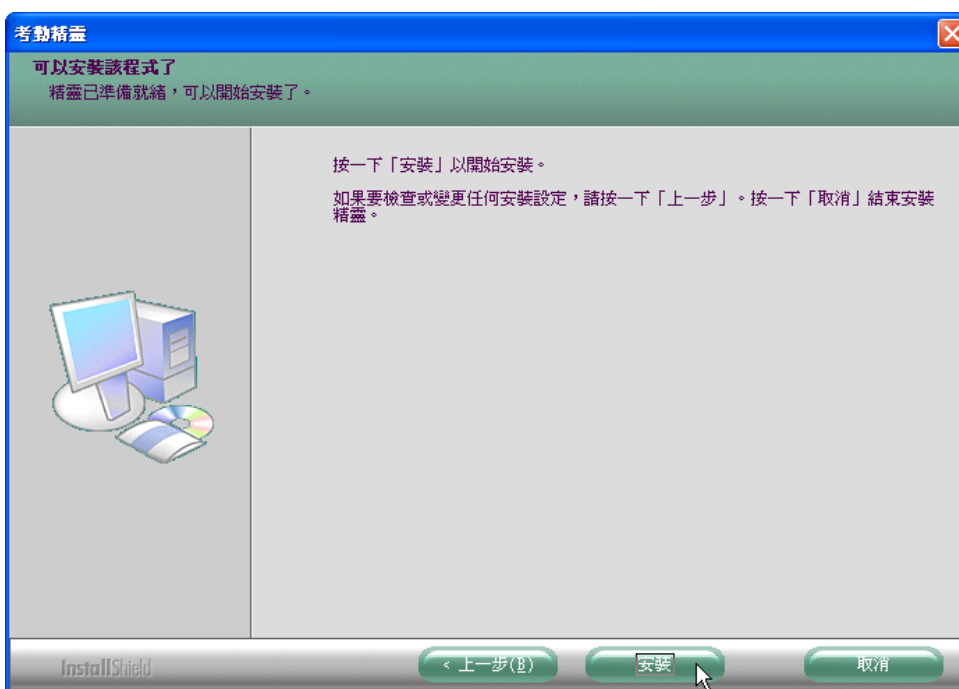 考勤精靈
可以安裝該程式了
精靈已準備就緒，可以開始安裝了。
按一下「安裝」以開始安裝。
如果要檢查或變更任何安裝設定，請按一下「上一步」。按一下「取消」結束安裝
精靈。
InstallShield
< 上一步(B)
安裝
取消